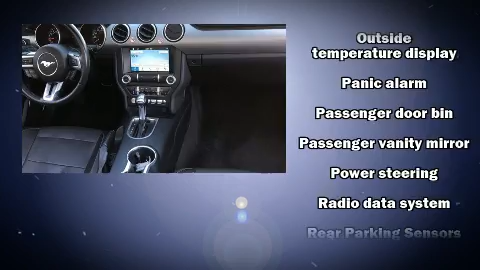 Outside
temperature display
Panic alarm
Passenger door bin
Passenger vanity mirror
Power steering
Radio data system
Rear Parking Sensors